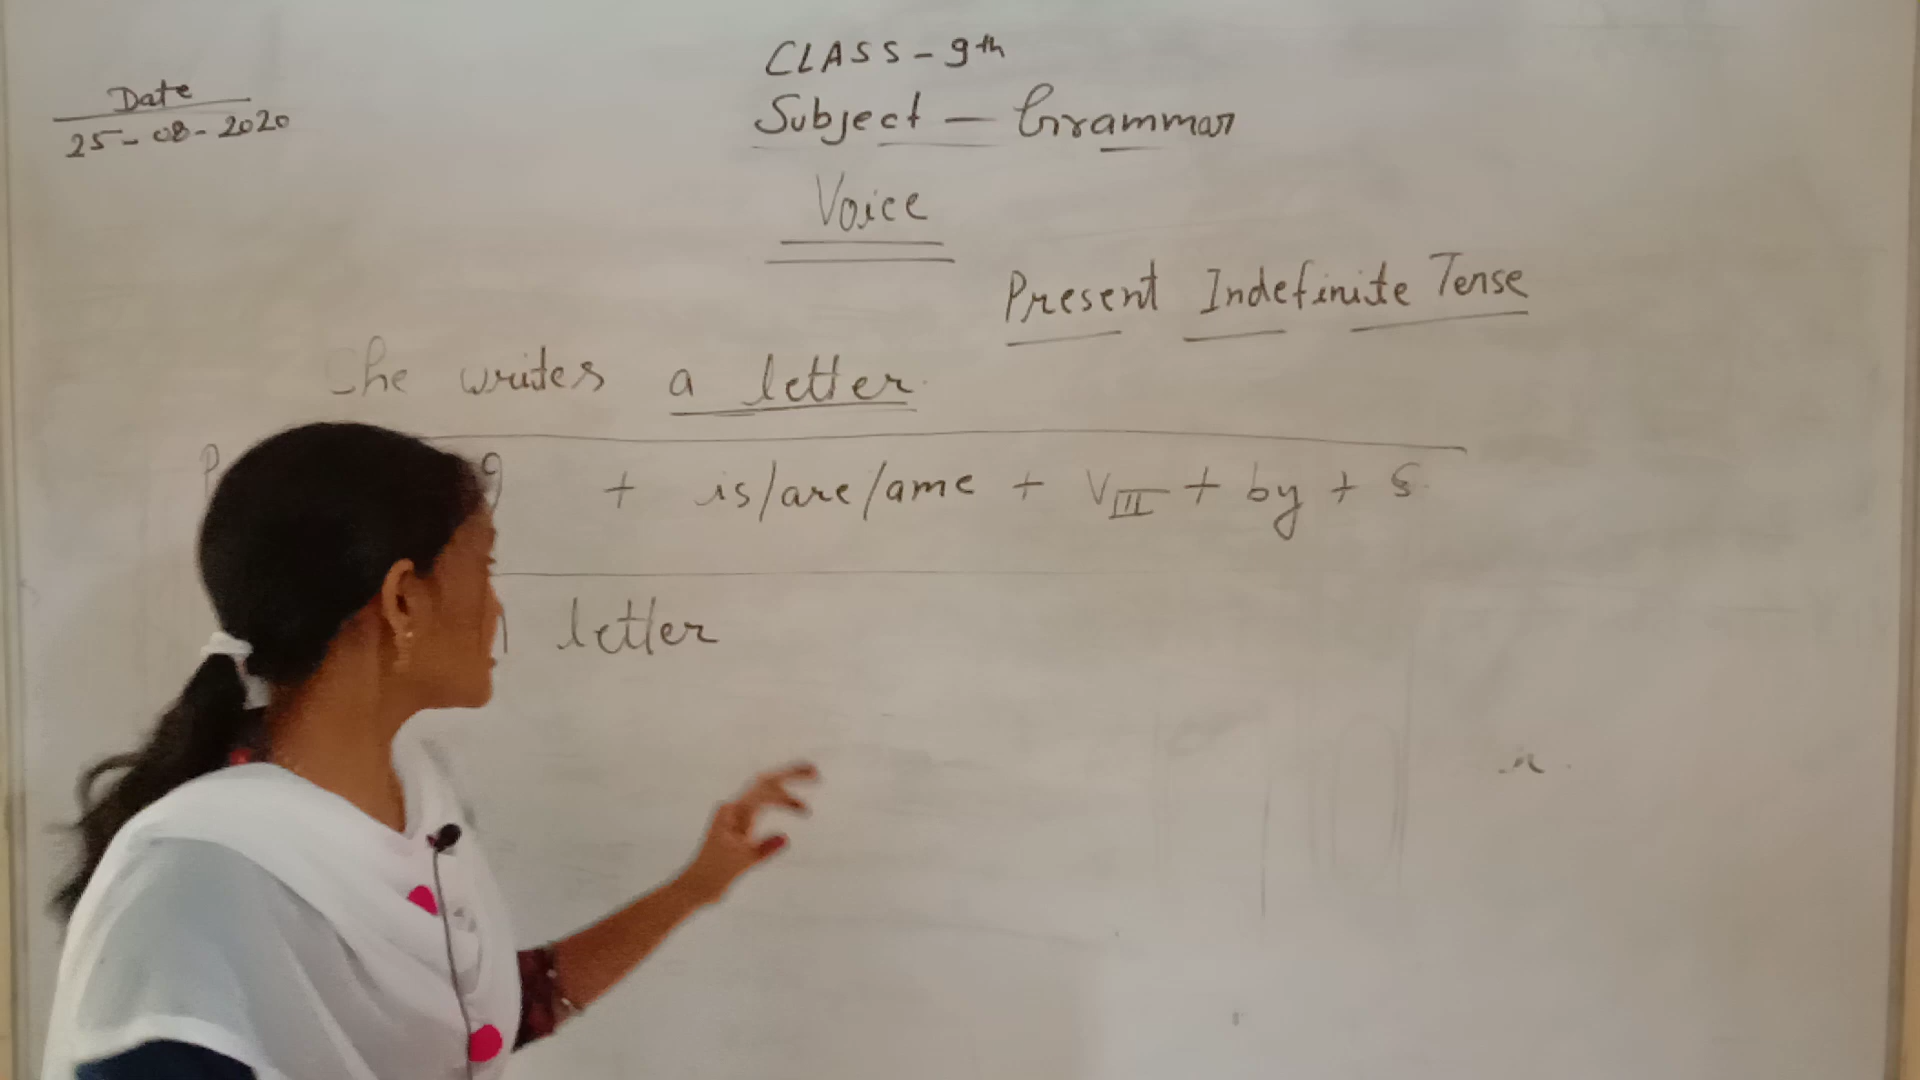 CLASS - 9th
Date
25-08-2020
Subject - Grammar
Voice
Present Indefinite Tense
She writes a letter.
+ is/are/ame + VIII + by + S.
letter